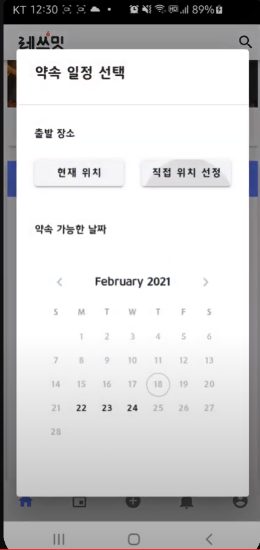 KT 12:30 89%
레쓰밋
약속 일정 선택
출발 장소
현재 위치 직접 위치 선정
약속 가능한 날짜
< February 2021 >
S M T W T F S
1 2 3 4 5 6
7 8 9 10 11 12 13
14 15 16 17 18 19 20
21 22 23 24 25 26 27
28